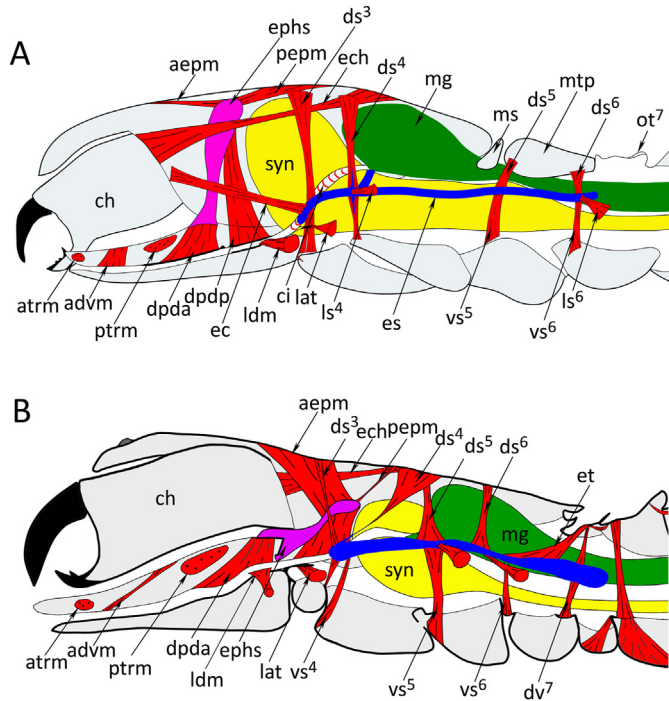 A
aepm
ephs
pepm
ds³
ech
ds⁴
mg
ms
ds⁵
mtp
ds⁶
ot⁷
syn
ch
atrm
advm
ptrm
dpda
dpdp
ec
ldm
ci
lat
ls⁴
es
vs⁵
vs⁶
ls⁶
B
aepm
ds³
ech
pepm
ds⁴
ds⁵
ds⁶
et
ch
mg
syn
atrm
advm
ptrm
dpda
ldm
ephs
lat
vs⁴
vs⁵
vs⁶
dv⁷